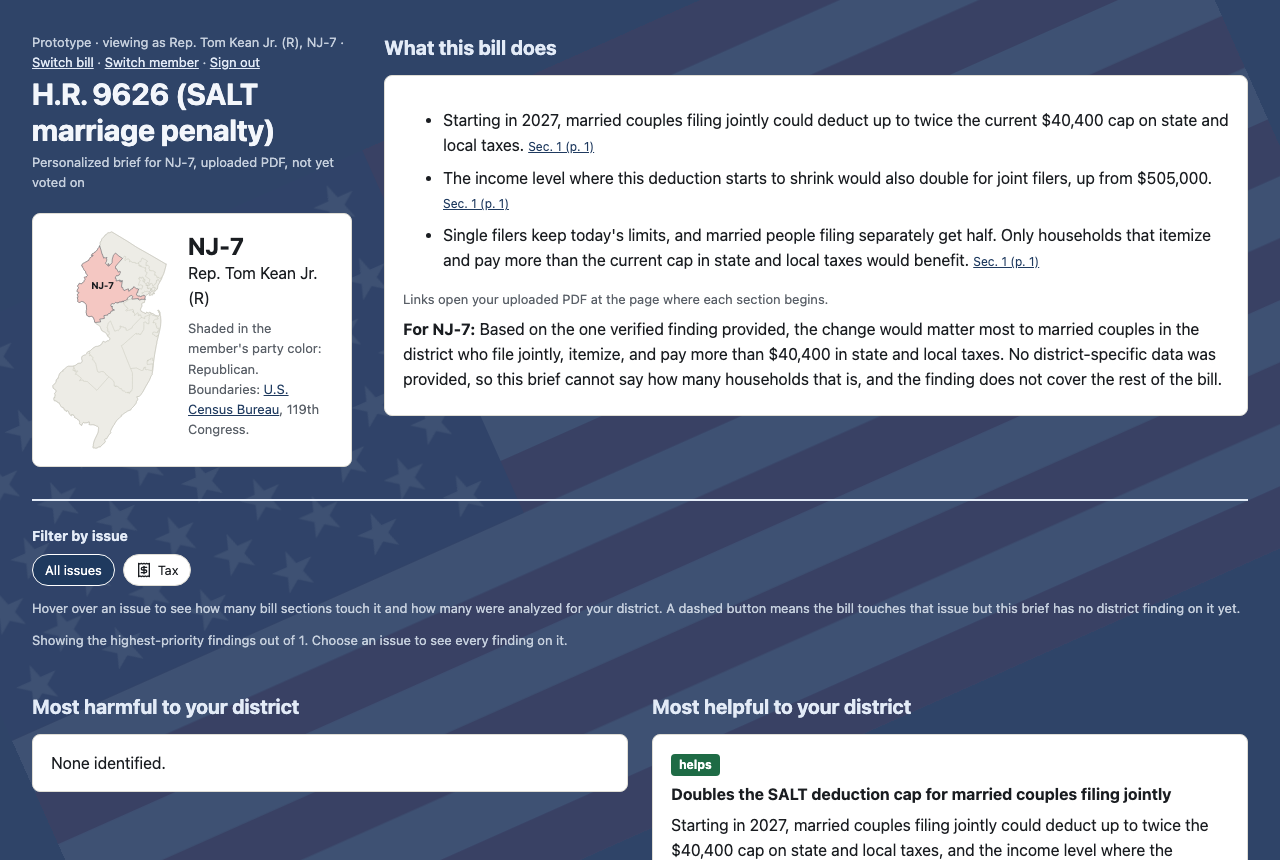 Prototype · viewing as Rep. Tom Kean Jr. (R), NJ-7 ·
Switch bill · Switch member · Sign out
H.R. 9626 (SALT
marriage penalty)
Personalized brief for NJ-7, uploaded PDF, not yet
voted on
NJ-7
NJ-7
Rep. Tom Kean Jr.
(R)
Shaded in the
member's party color:
Republican.
Boundaries: U.S.
Census Bureau, 119th
Congress.
What this bill does
• Starting in 2027, married couples filing jointly could deduct up to twice the current $40,400 cap on state and
local taxes. Sec. 1 (p. 1)
• The income level where this deduction starts to shrink would also double for joint filers, up from $505,000.
Sec. 1 (p. 1)
• Single filers keep today's limits, and married people filing separately get half. Only households that itemize
and pay more than the current cap in state and local taxes would benefit. Sec. 1 (p. 1)
Links open your uploaded PDF at the page where each section begins.
For NJ-7: Based on the one verified finding provided, the change would matter most to married couples in the
district who file jointly, itemize, and pay more than $40,400 in state and local taxes. No district-specific data was
provided, so this brief cannot say how many households that is, and the finding does not cover the rest of the bill.
Filter by issue
All issues
Tax
Hover over an issue to see how many bill sections touch it and how many were analyzed for your district. A dashed button means the bill touches that issue but this brief has no district finding on it yet.
Showing the highest-priority findings out of 1. Choose an issue to see every finding on it.
Most harmful to your district
None identified.
Most helpful to your district
helps
Doubles the SALT deduction cap for married couples filing jointly
Starting in 2027, married couples filing jointly could deduct up to twice the
$40,400 cap on state and local taxes, and the income level where the